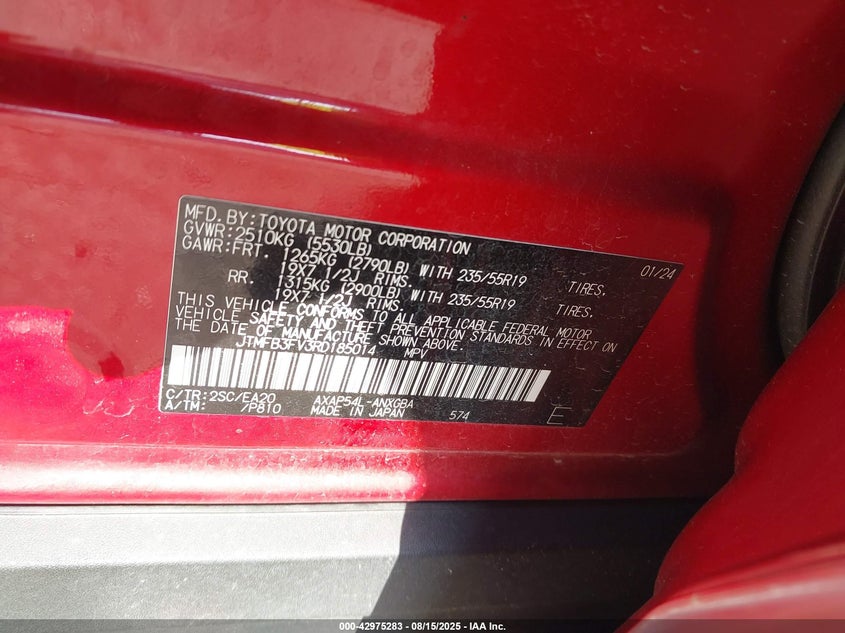 MFD. BY: TOYOTA MOTOR CORPORATION 01/24
GVWR: 2510KG (5530LB)
GAWR: FRT. 1265KG (2790LB) WITH 235/55R19 TIRES.
19X7 1/2J RIMS.
RR. 1315KG (2900LB) WITH 235/55R19 TIRES.
19X7 1/2J RIMS.
THIS VEHICLE CONFORMS TO ALL APPLICABLE FEDERAL MOTOR
VEHICLE SAFETY AND THEFT PREVENTION STANDARDS IN EFFECT ON
THE DATE OF MANUFACTURE SHOWN ABOVE.
JTMFB3FV3RD185014 MPV
C/TR: 2SC/EA20 AXAP54L-ANXGBA
A/TM: /P810 MADE IN JAPAN 574 E
000-42975283 - 08/15/2025 - IAA Inc.